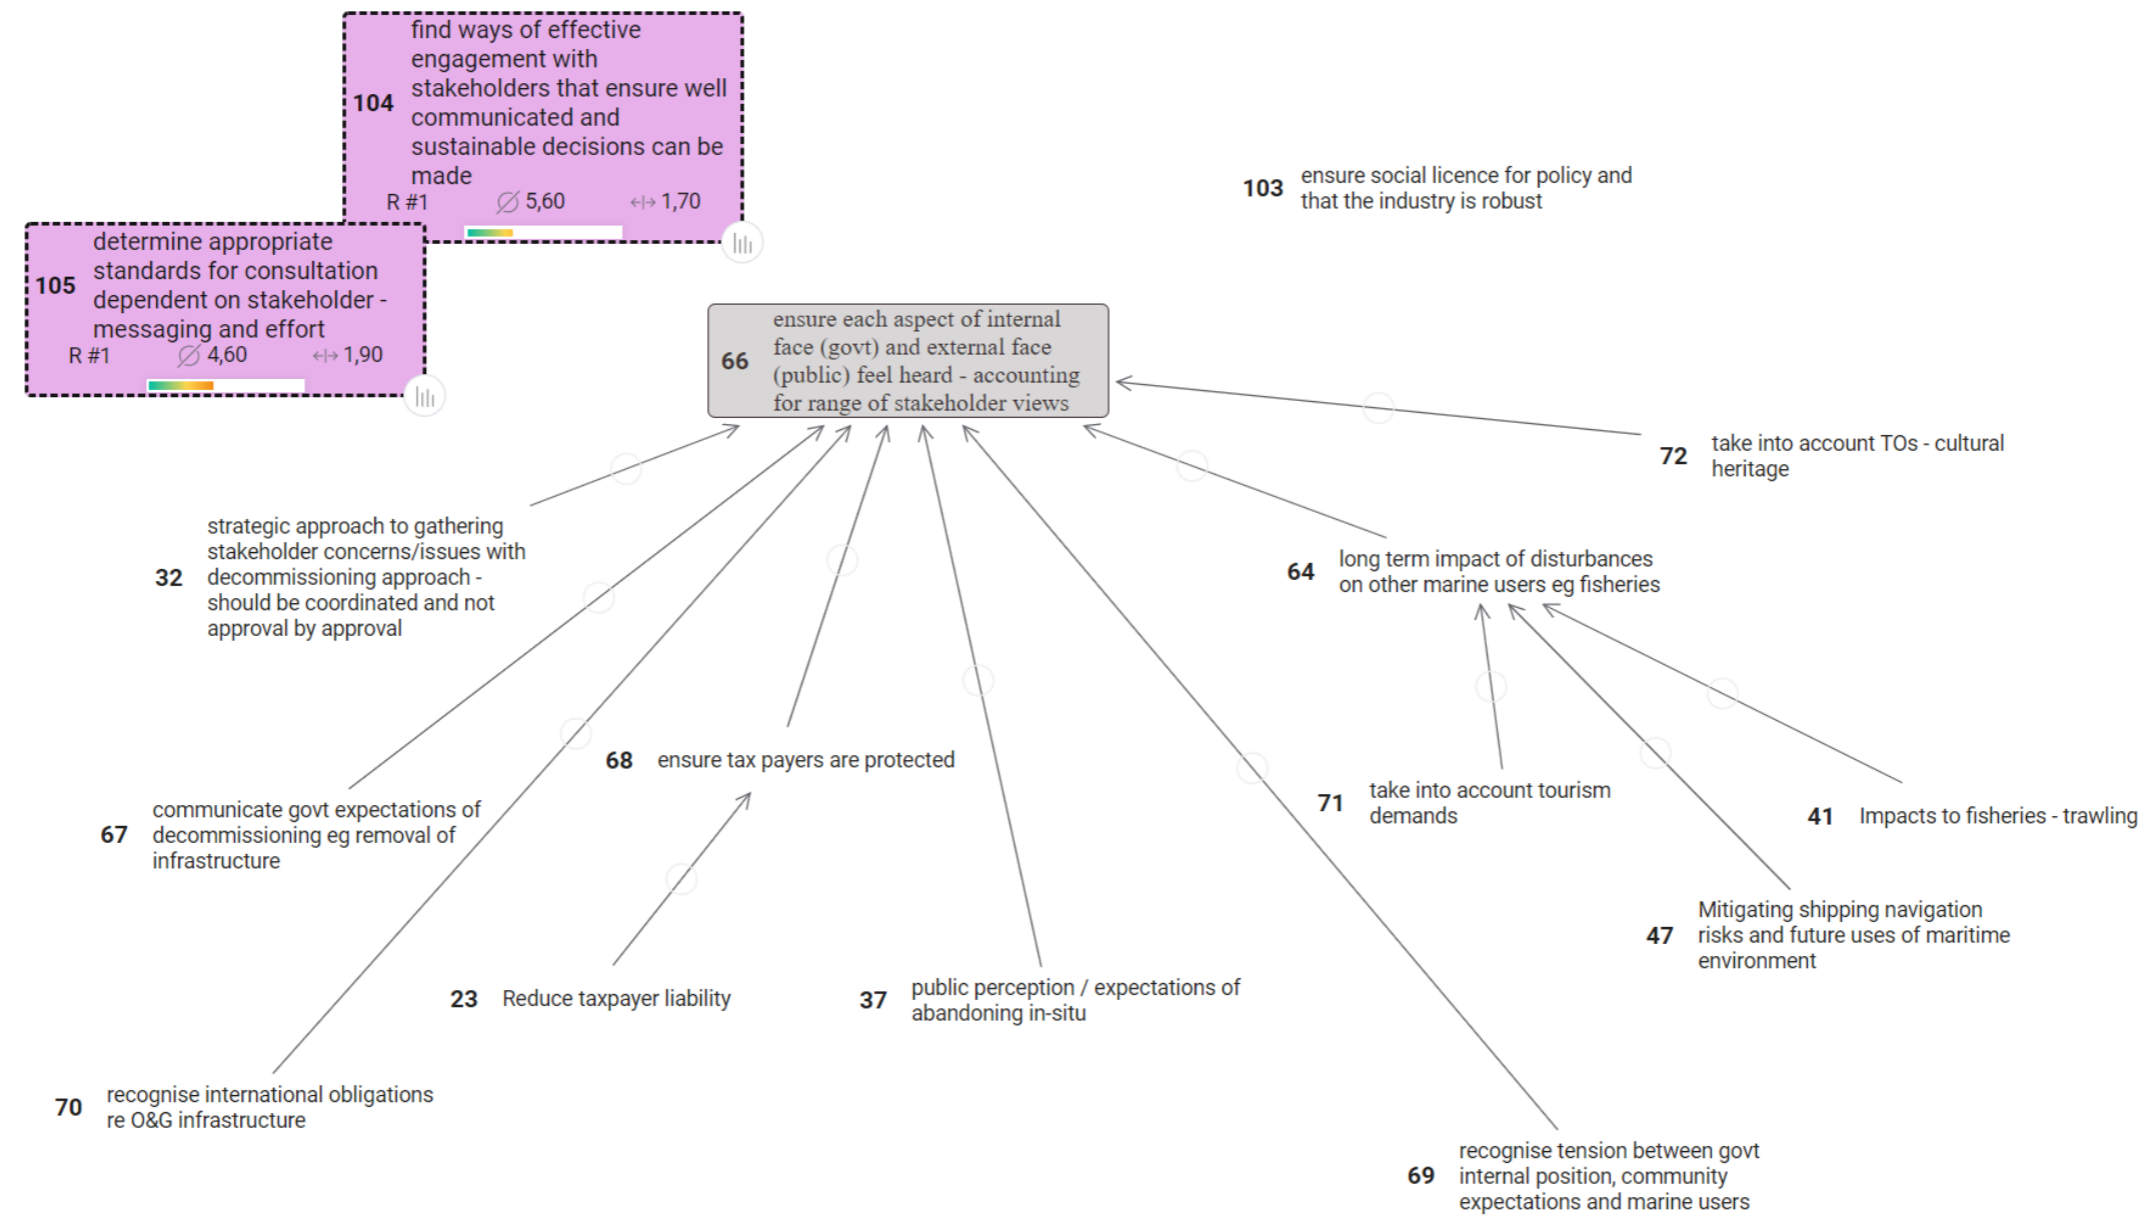 find ways of effective
engagement with
stakeholders that ensure well
104
communicated and
sustainable decisions can be
made
R #1 5,60 1,70
determine appropriate
standards for consultation
105
dependent on stakeholder -
messaging and effort
R #1 4,60 1,90
103
ensure social licence for policy and
that the industry is robust
66
ensure each aspect of internal
face (govt) and external face
(public) feel heard - accounting
for range of stakeholder views
72
take into account TOs - cultural
heritage
32
strategic approach to gathering
stakeholder concerns/issues with
decommissioning approach -
should be coordinated and not
approval by approval
64
long term impact of disturbances
on other marine users eg fisheries
68 ensure tax payers are protected
67
communicate govt expectations of
decommissioning eg removal of
infrastructure
71
take into account tourism
demands
41 Impacts to fisheries - trawling
47
Mitigating shipping navigation
risks and future uses of maritime
environment
23 Reduce taxpayer liability
37
public perception / expectations of
abandoning in-situ
70
recognise international obligations
re O&G infrastructure
69
recognise tension between govt
internal position, community
expectations and marine users